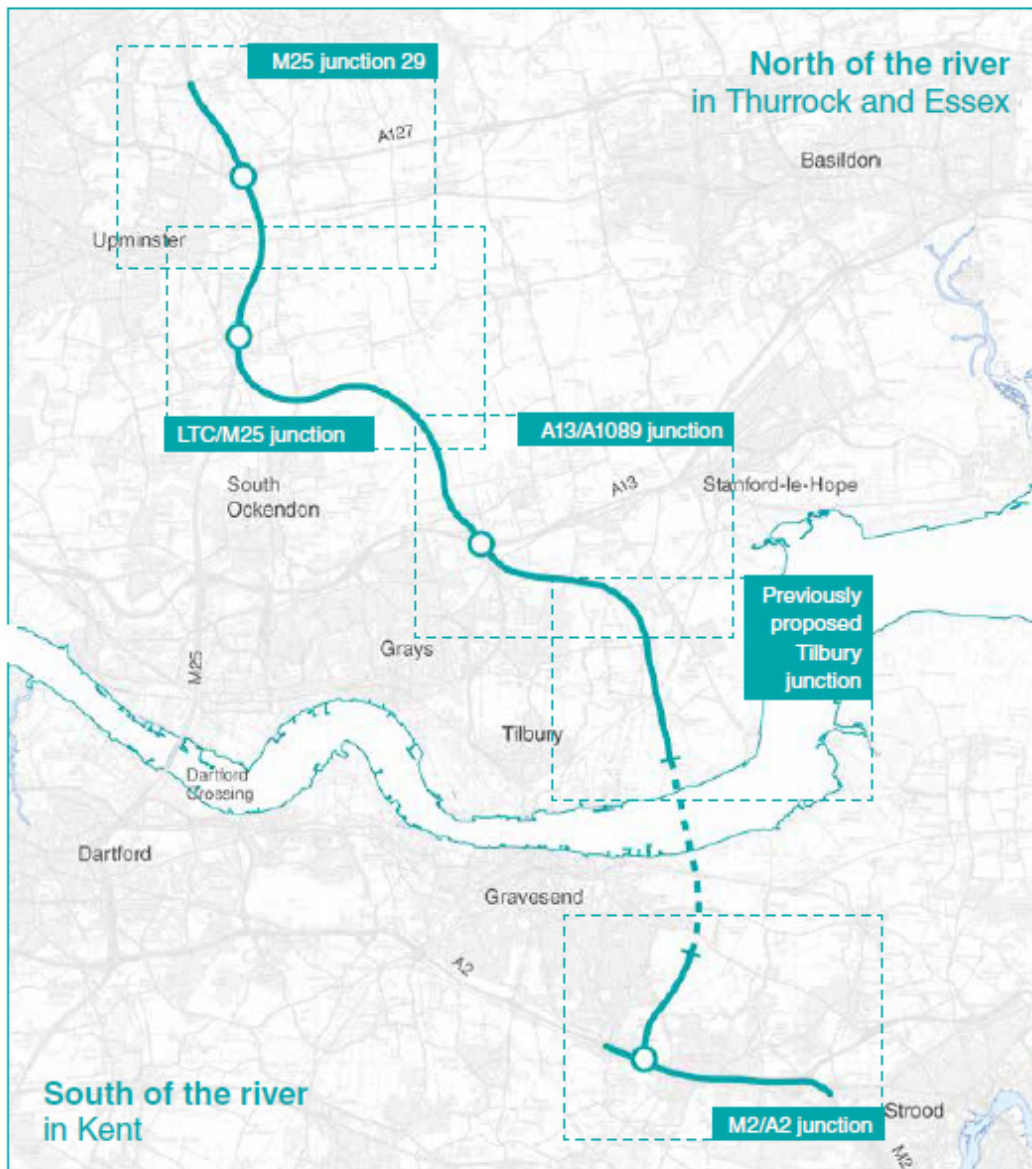 M25 junction 29
North of the river
in Thurrock and Essex
A127
Basildon
Upminster
LTC/M25 junction
A13/A1089 junction
South
Ockendon
A13
Stanford-le-Hope
Previously
proposed
Tilbury
junction
Grays
M25
Tilbury
Dartford
Crossing
Dartford
Gravesend
A2
South of the river
in Kent
M2/A2 junction
Strood
M2